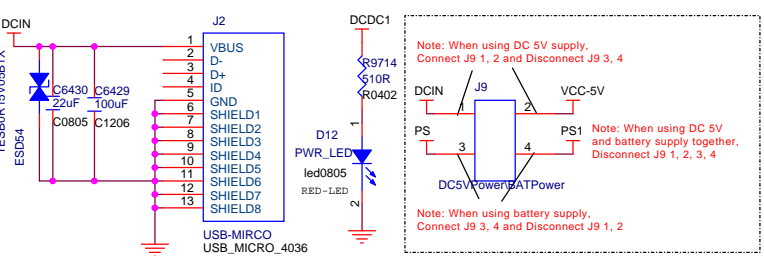 DCIN
ESD54
C6430
22uF
C0805
C6429
100uF
C1206
J2
1 VBUS
2 D-
3 D+
4 ID
5 GND
6 SHIELD1
7 SHIELD2
8 SHIELD3
9 SHIELD4
10 SHIELD5
11 SHIELD6
12 SHIELD7
13 SHIELD8
USB-MIRCO
USB_MICRO_4036
DCDC1
R9714
510R
R0402
1
D12
PWR_LED
led0805
RED-LED
2
Note: When using DC 5V supply,
Connect J9 1, 2 and Disconnect J9 3, 4
DCIN
J9
VCC-5V
1
2
PS
PS1
3
4
Note: When using DC 5V
and battery supply together,
Disconnect J9 1, 2, 3, 4
DC5VPower\BATPower
Note: When using battery supply,
Connect J9 3, 4 and Disconnect J9 1, 2